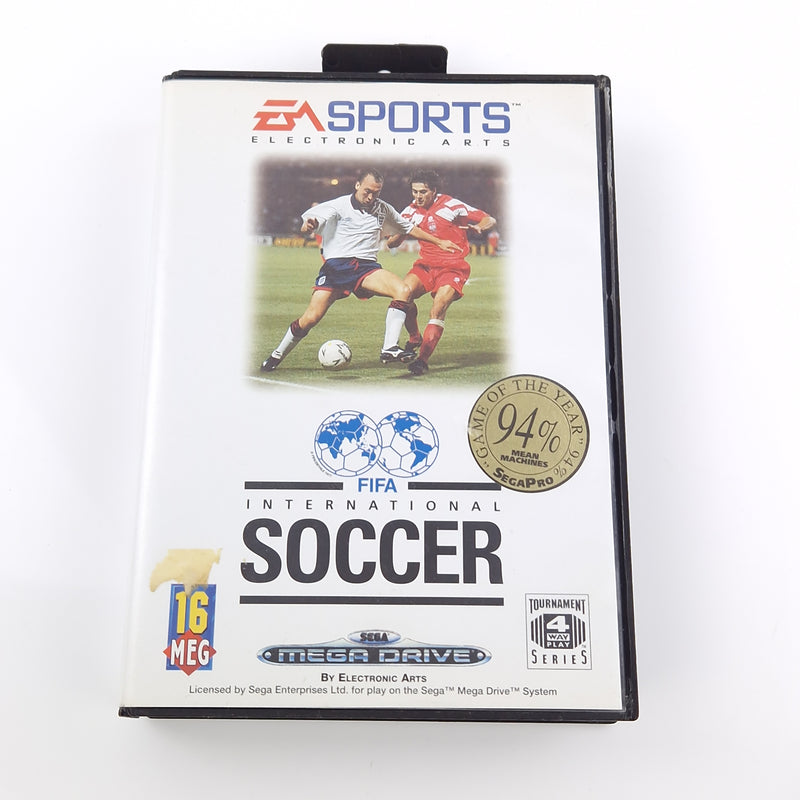 EA SPORTS™
ELECTRONIC ARTS
"GAME OF THE YEAR" 94%
94%
MEAN
MACHINES
SEGAPRO
FIFA
INTERNATIONAL
SOCCER
16
MEG
SEGA
MEGA DRIVE
TOURNAMENT
4
WAY
PLAY
SERIES
BY ELECTRONIC ARTS
Licensed by Sega Enterprises Ltd. for play on the Sega™ Mega Drive™ System